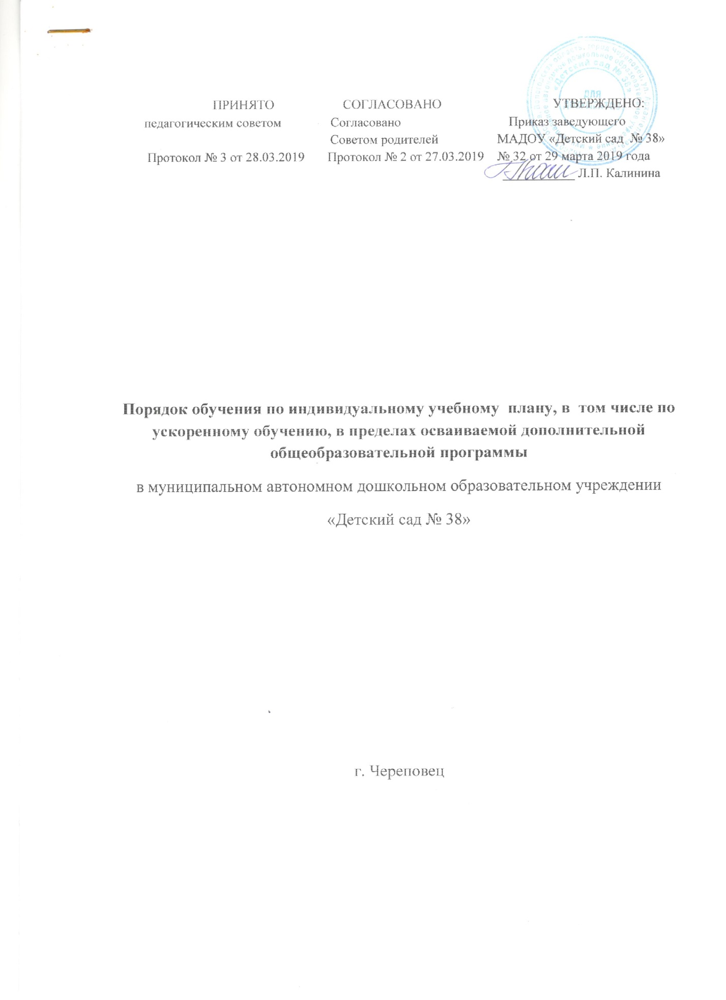 ПРИНЯТО СОГЛАСОВАНО УТВЕРЖДЕНО:
педагогическим советом Согласовано Приказ заведующего
Советом родителей МАДОУ «Детский сад № 38»
Протокол № 3 от 28.03.2019 Протокол № 2 от 27.03.2019 № 32 от 29 марта 2019 года
Л.П. Калинина
Порядок обучения по индивидуальному учебному плану, в том числе по
ускоренному обучению, в пределах осваиваемой дополнительной
общеобразовательной программы
в муниципальном автономном дошкольном образовательном учреждении
«Детский сад № 38»
г. Череповец
«Детский сад № 38»
ДЛЯ